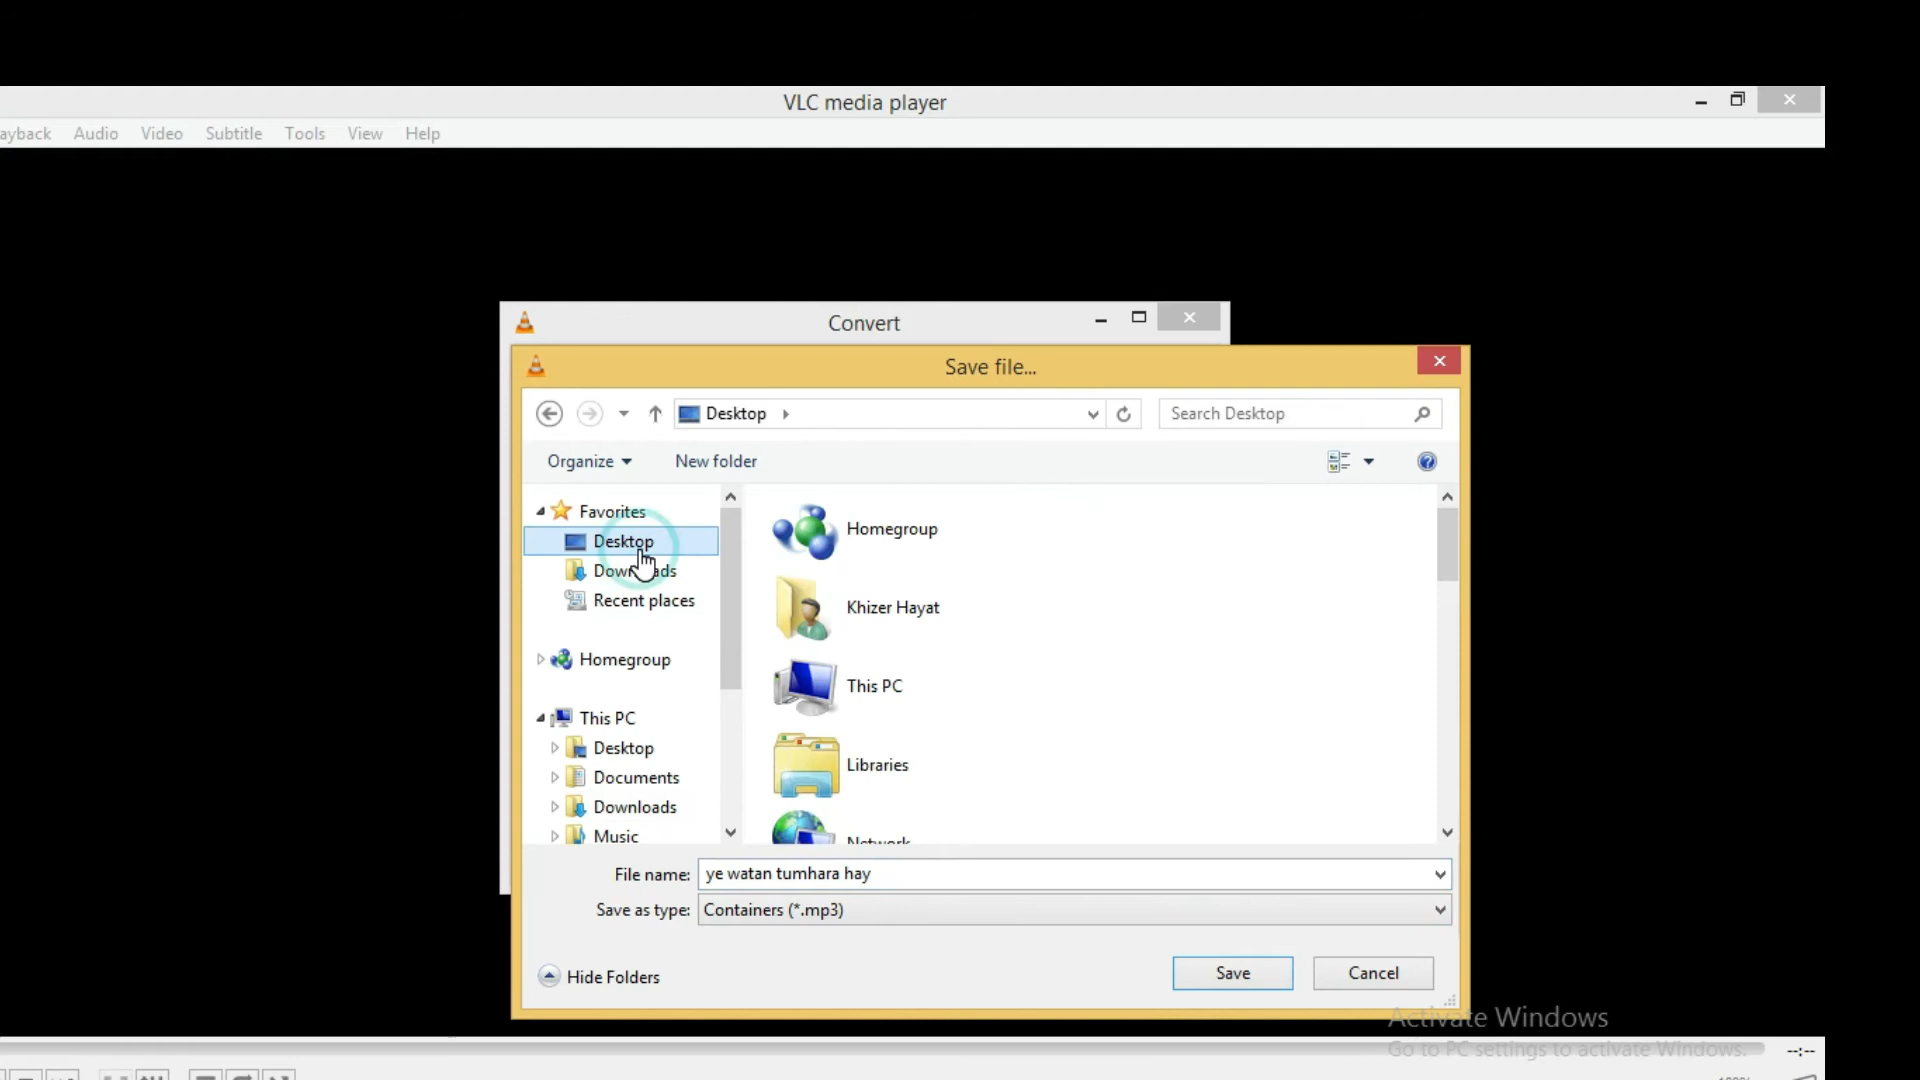 VLC media player
ayback Audio Video Subtitle Tools View Help
Convert
Save file...
Desktop
Search Desktop
Organize New folder
Favorites
Desktop
Downloads
Recent places
Homegroup
This PC
Desktop
Documents
Downloads
Music
Homegroup
Khizer Hayat
This PC
Libraries
Network
File name: ye watan tumhara hay
Save as type: Containers (*.mp3)
Hide Folders Save Cancel
Activate Windows
Go to PC settings to activate Windows.
--:--